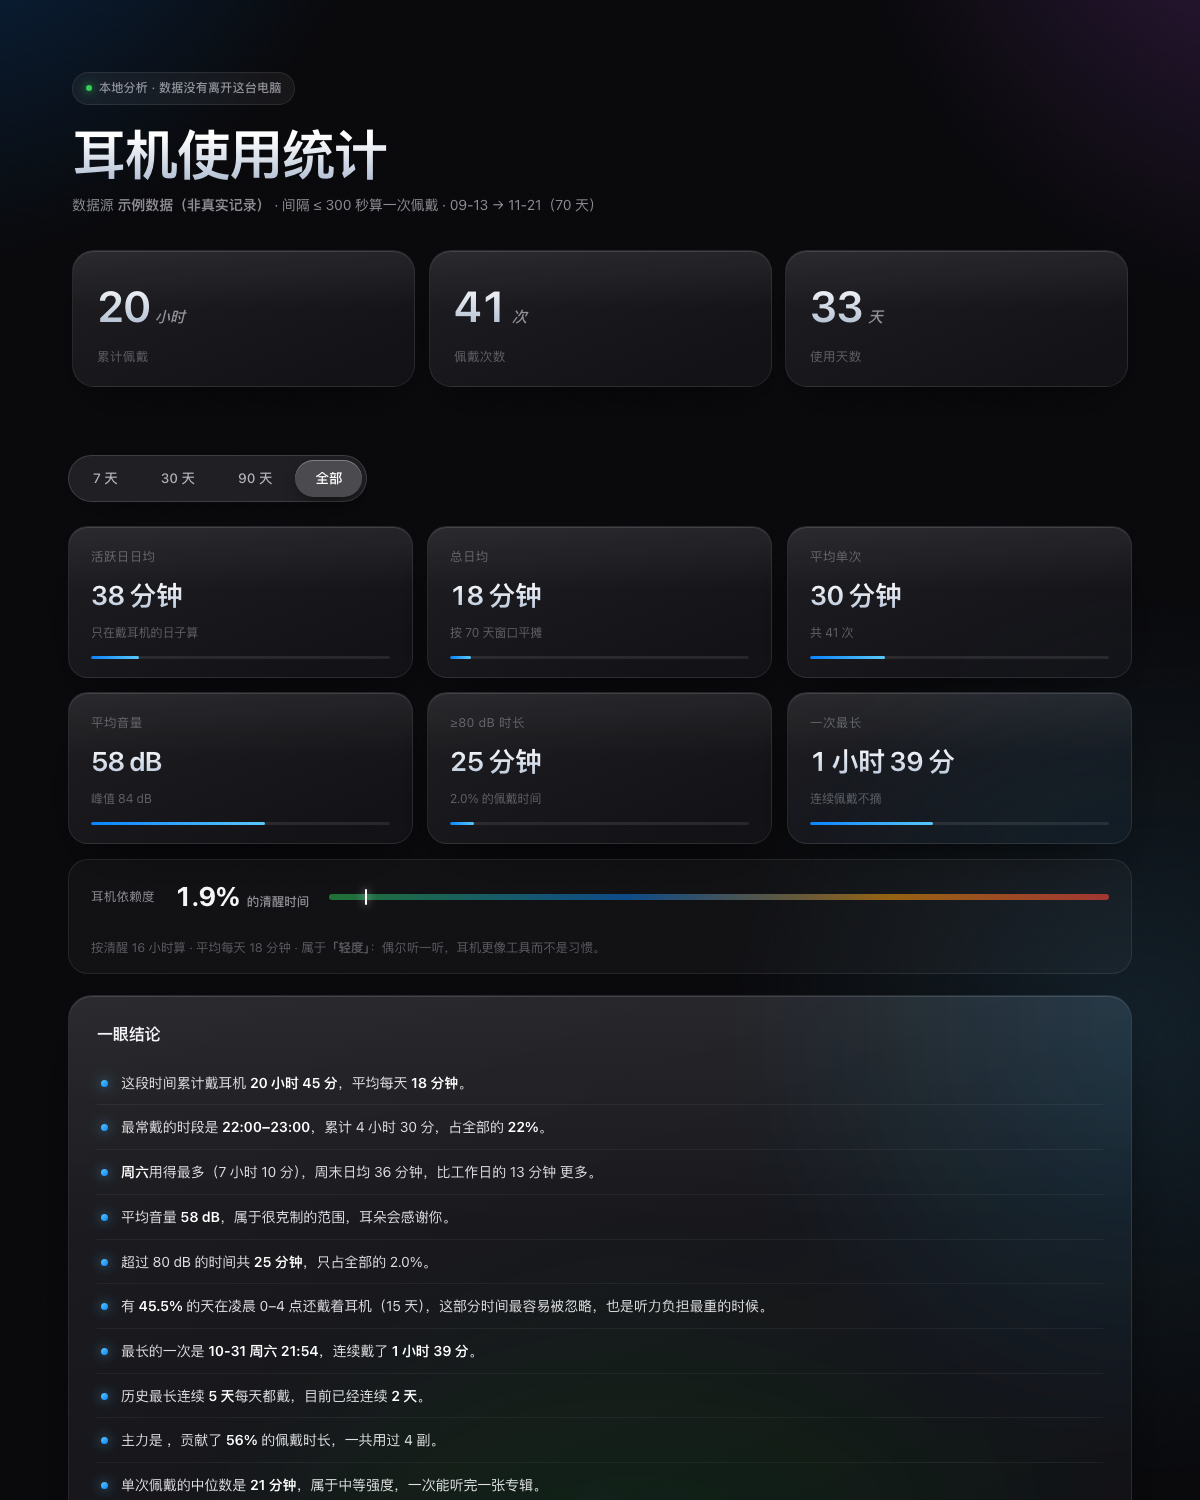 本地分析 · 数据没有离开这台电脑
耳机使用统计
数据源 示例数据（非真实记录） · 间隔 ≤ 300 秒算一次佩戴 · 09-13 → 11-21（70 天）
20 小时
累计佩戴
41 次
佩戴次数
33 天
使用天数
7 天
30 天
90 天
全部
活跃日日均
38 分钟
只在戴耳机的日子算
总日均
18 分钟
按 70 天窗口平摊
平均单次
30 分钟
共 41 次
平均音量
58 dB
峰值 84 dB
≥80 dB 时长
25 分钟
2.0% 的佩戴时间
一次最长
1 小时 39 分
连续佩戴不摘
耳机依赖度
1.9% 的清醒时间
按清醒 16 小时算 · 平均每天 18 分钟 · 属于「轻度」：偶尔听一听，耳机更像工具而不是习惯。
一眼结论
这段时间累计戴耳机 20 小时 45 分，平均每天 18 分钟。
最常戴的时段是 22:00–23:00，累计 4 小时 30 分，占全部的 22%。
周六用得最多（7 小时 10 分），周末日均 36 分钟，比工作日的 13 分钟 更多。
平均音量 58 dB，属于很克制的范围，耳朵会感谢你。
超过 80 dB 的时间共 25 分钟，只占全部的 2.0%。
有 45.5% 的天在凌晨 0–4 点还戴着耳机（15 天），这部分时间最容易被忽略，也是听力负担最重的时候。
最长的一次是 10-31 周六 21:54，连续戴了 1 小时 39 分。
历史最长连续 5 天每天都戴，目前已经连续 2 天。
主力是 ，贡献了 56% 的佩戴时长，一共用过 4 副。
单次佩戴的中位数是 21 分钟，属于中等强度，一次能听完一张专辑。